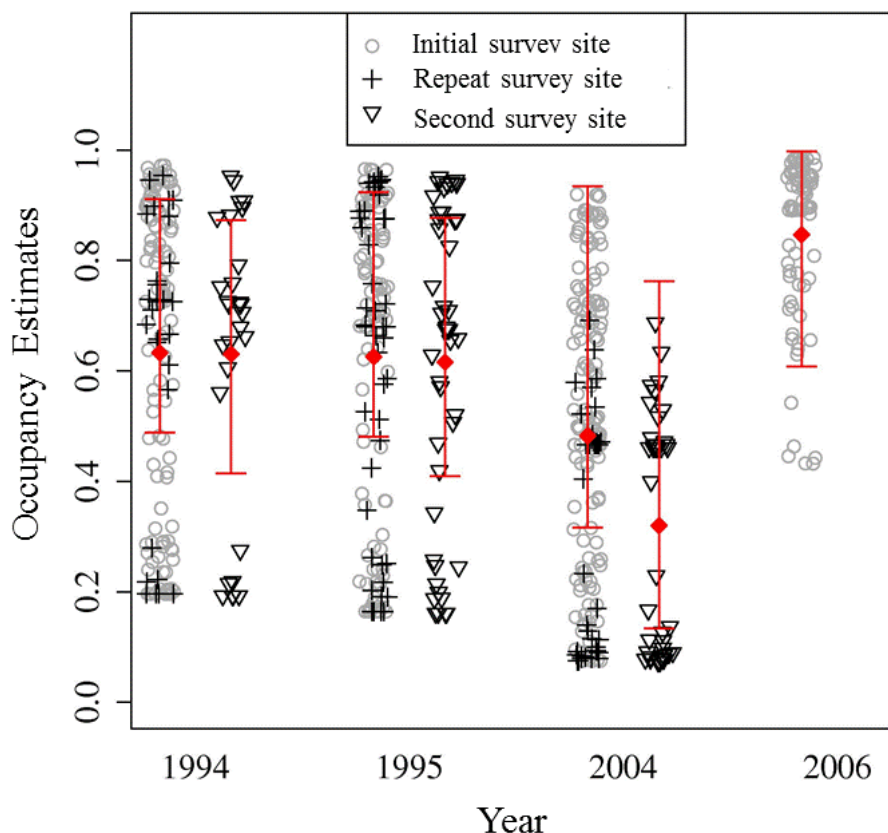 Initial survev site
Repeat survey site
Second survey site
1.0
0.8
0.6
0.4
0.2
0.0
Occupancy Estimates
1994 1995 2004 2006
Year